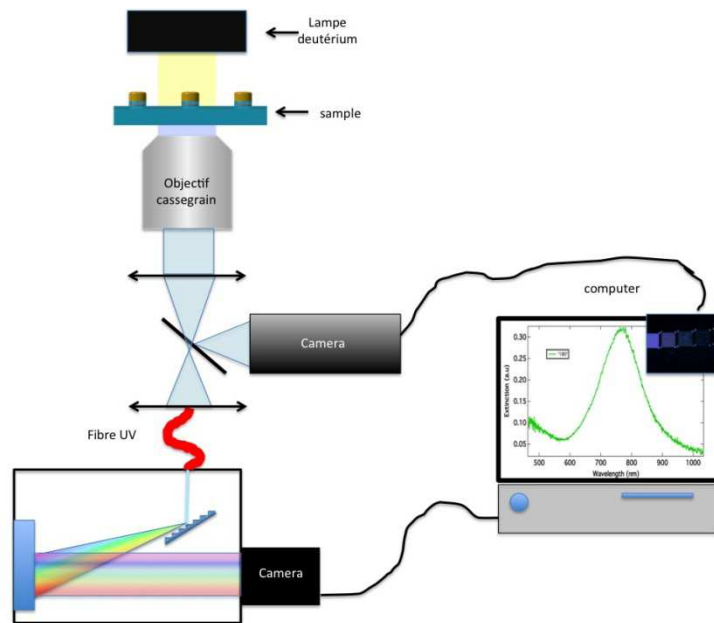 Lampe
deutérium
sample
Objectif
cassegrain
computer
Camera
0.30
0.25
0.20
0.15
0.10
0.05
Extinction (a.u)
500
600
700
800
900
1000
Wavelength (nm)
Fibre UV
Camera